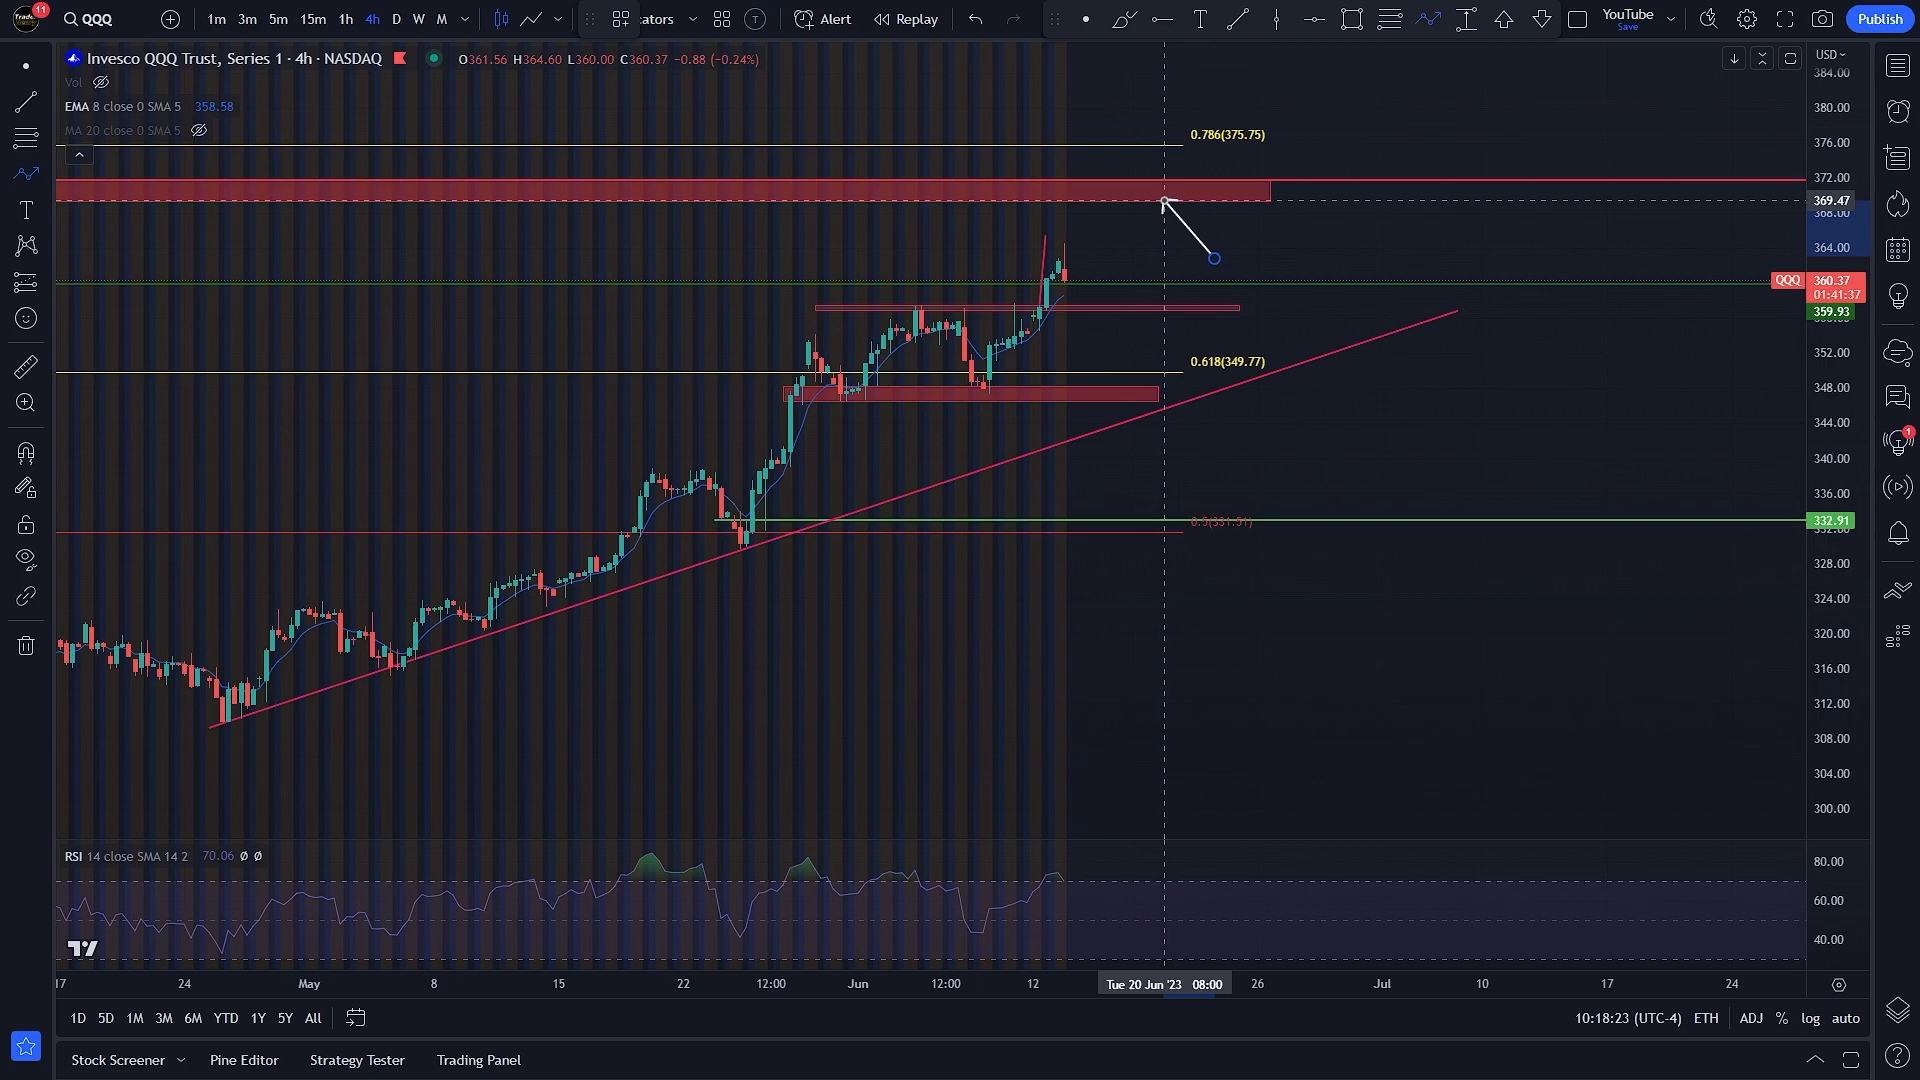 11
QQQ
1m 3m 5m 15m 1h 4h D W M
ators
T
Alert
Replay
YouTube
Save
Publish
Invesco QQQ Trust, Series 1 · 4h · NASDAQ
O361.56 H364.60 L360.00 C360.37 −0.88 (−0.24%)
Vol
EMA 8 close 0 SMA 5 358.58
MA 20 close 0 SMA 5
USD
384.00
380.00
0.786(375.75)
376.00
372.00
369.47
368.00
364.00
QQQ 360.37
01:41:37
359.93
0.618(349.77)
352.00
348.00
344.00
340.00
336.00
0.5(331.51)
332.91
328.00
324.00
320.00
316.00
312.00
308.00
304.00
300.00
RSI 14 close SMA 14 2 70.06 Ø Ø
80.00
60.00
40.00
1
17 24 May 8 15 22 12:00 Jun 12:00 12 Tue 20 Jun '23 08:00 26 Jul 10 17 24
1D 5D 1M 3M 6M YTD 1Y 5Y All
10:18:23 (UTC-4) ETH ADJ % log auto
Stock Screener Pine Editor Strategy Tester Trading Panel